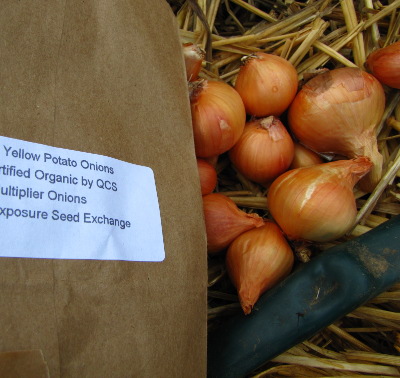 Yellow Potato Onions
rtified Organic by QCS
ultiplier Onions
xposure Seed Exchange